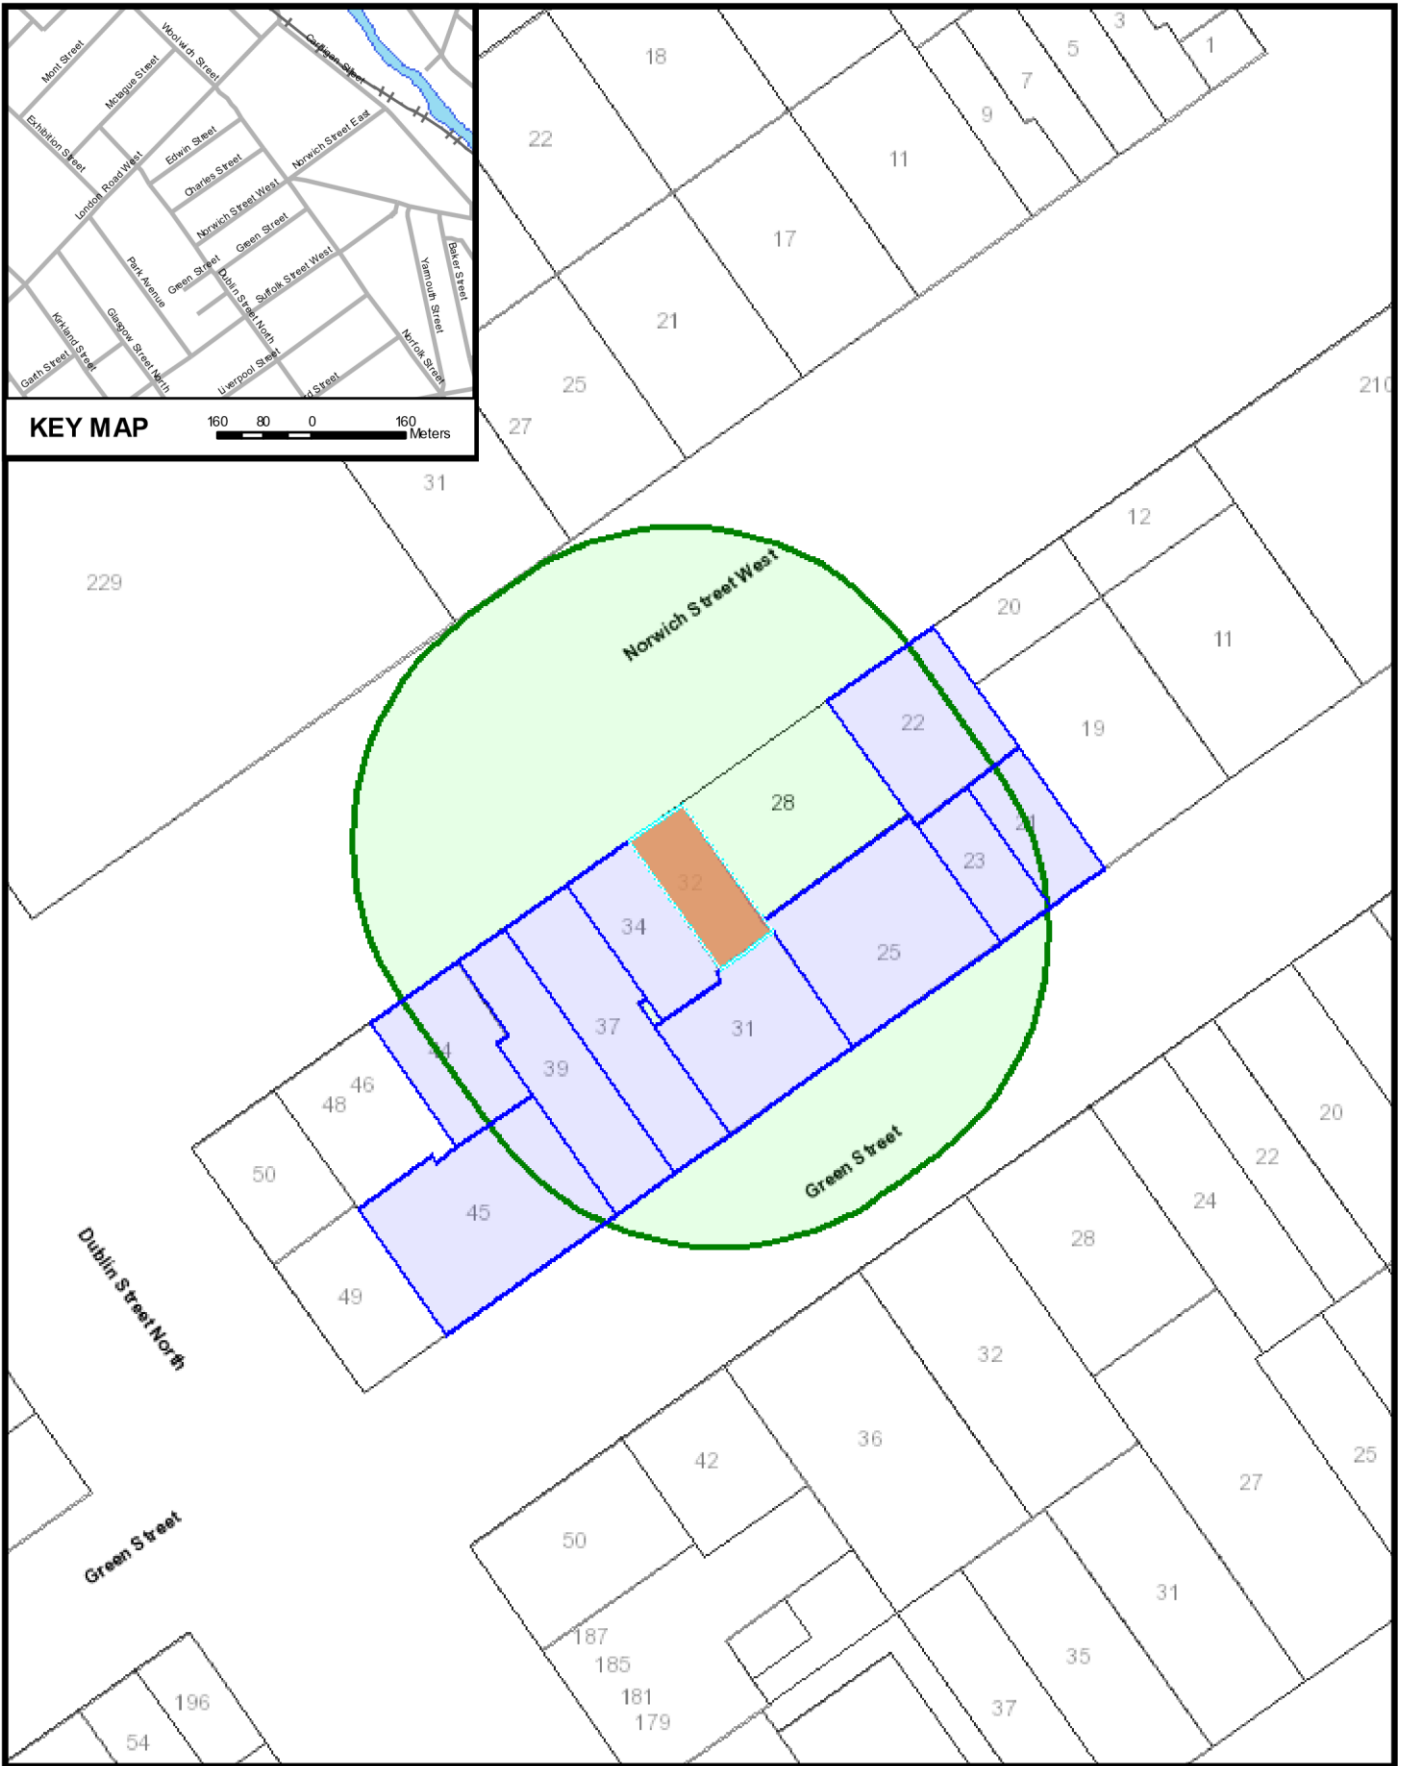 Mont Street
Mctague Street
Woolwich Street
Exhibition Street
London Road West
Edwin Street
Charles Street
Norwich Street West
Norwich Street East
Green Street
Green Street
Suffolk Street West
Dublin Street North
Park Avenue
Glasgow Street North
Kirkland Street
Garth Street
Liverpool Street
d Street
Norfolk Street
Yarmouth Street
Baker Street
KEY MAP
160 80 0 160
Meters
18
3
5
1
7
9
22
11
17
21
25
27
31
210
229
12
20
11
19
Norwich Street West
22
28
21
23
32
34
25
31
37
39
44
46
48
50
45
49
Green Street
Dublin Street North
20
22
24
28
32
36
25
27
42
50
Green Street
31
35
37
187
185
181
179
196
54